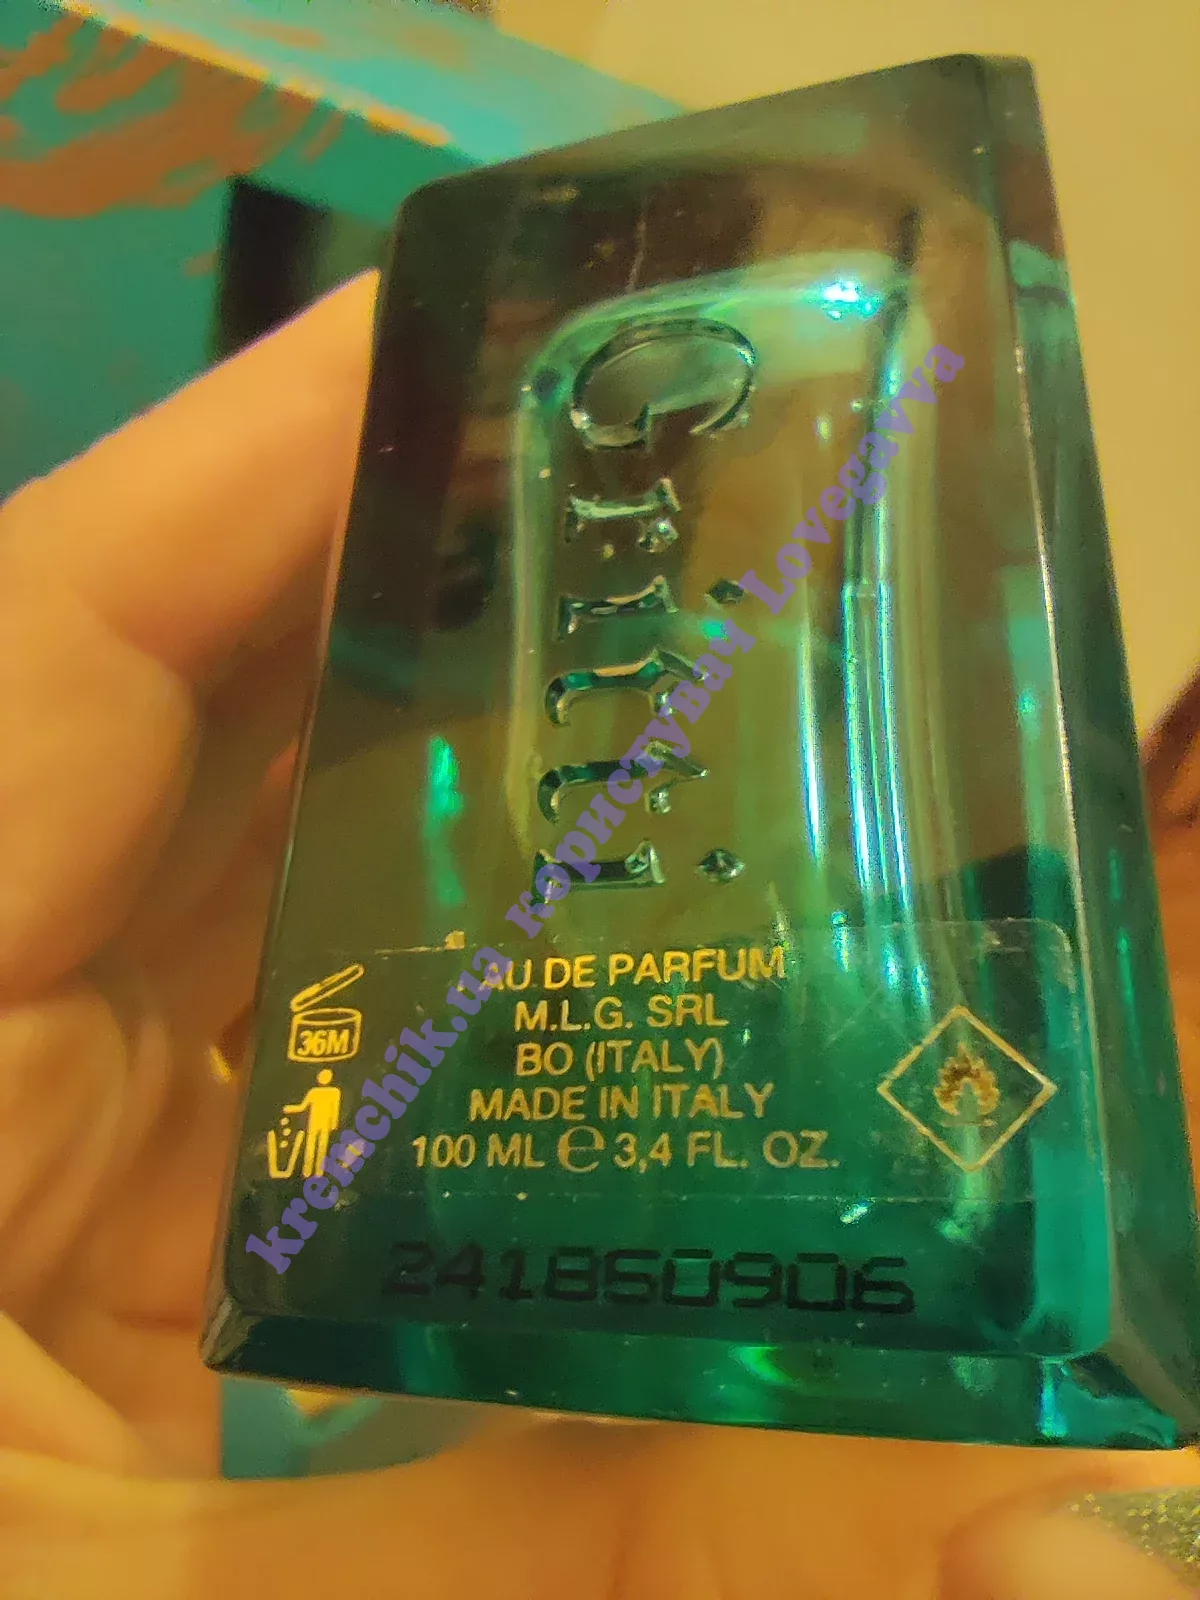 Gritti
EAU DE PARFUM
M.L.G. SRL
BO (ITALY)
MADE IN ITALY
100 ML e 3,4 FL. OZ.
36M
241850906
kremchik.ua користувач Lovegavva